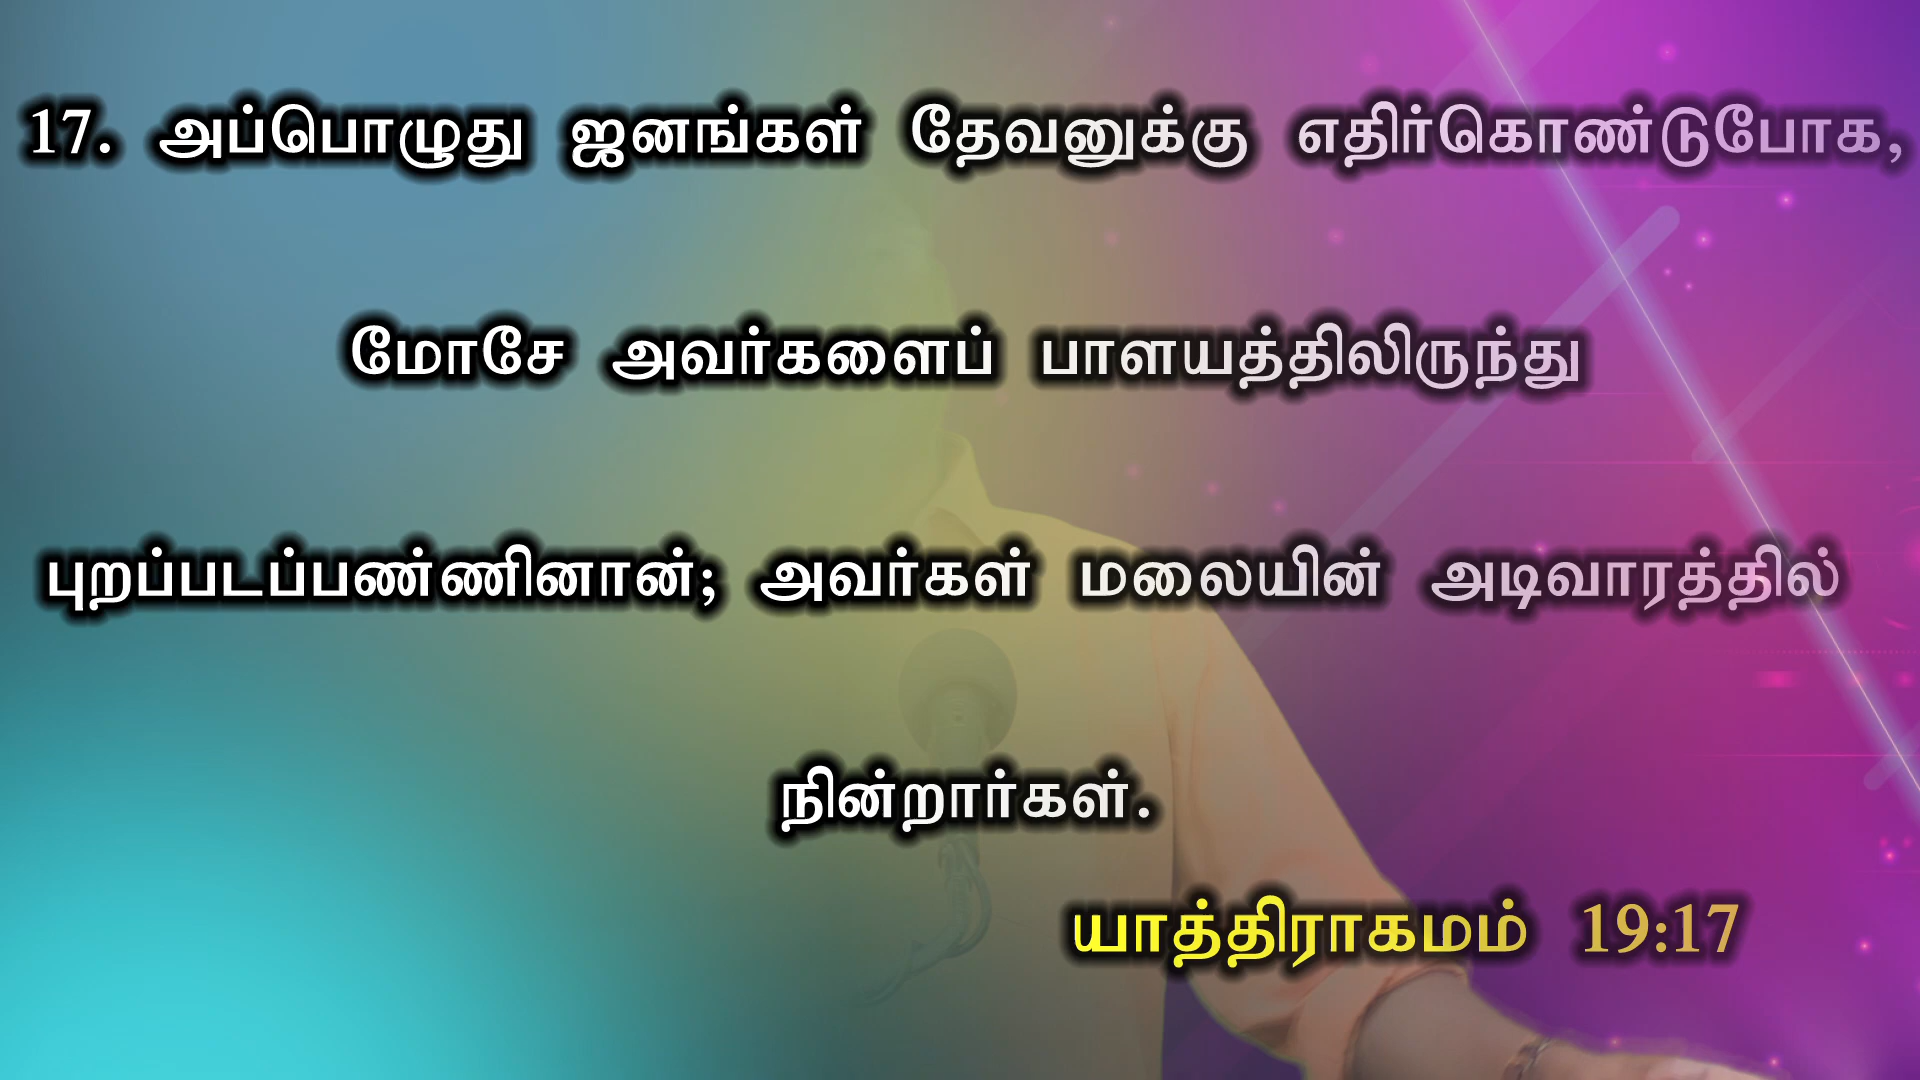 17. அப்பொழுது ஜனங்கள் தேவனுக்கு எதிர்கொண்டுபோக,
மோசே அவர்களைப் பாளயத்திலிருந்து
புறப்படப்பண்ணினான்; அவர்கள் மலையின் அடிவாரத்தில்
நின்றார்கள்.
யாத்திராகமம் 19:17